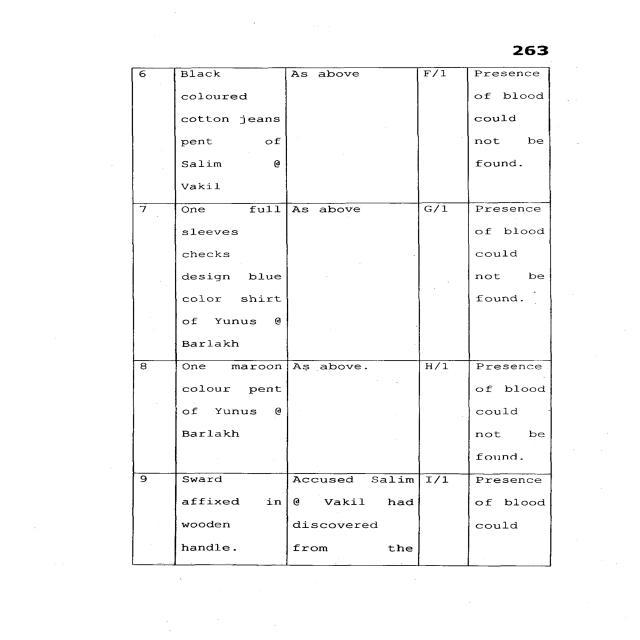 263
6 Black As above F/1 Presence
coloured of blood
cotton jeans could
pent of not be
Salim @ found.
Vakil
7 One full As above G/1 Presence
sleeves of blood
checks could
design blue not be
color shirt found.
of Yunus @
Barlakh
8 One maroon As above. H/1 Presence
colour pent of blood
of Yunus @ could
Barlakh not be
found.
9 Sward Accused Salim I/1 Presence
affixed in @ Vakil had of blood
wooden discovered could
handle. from the